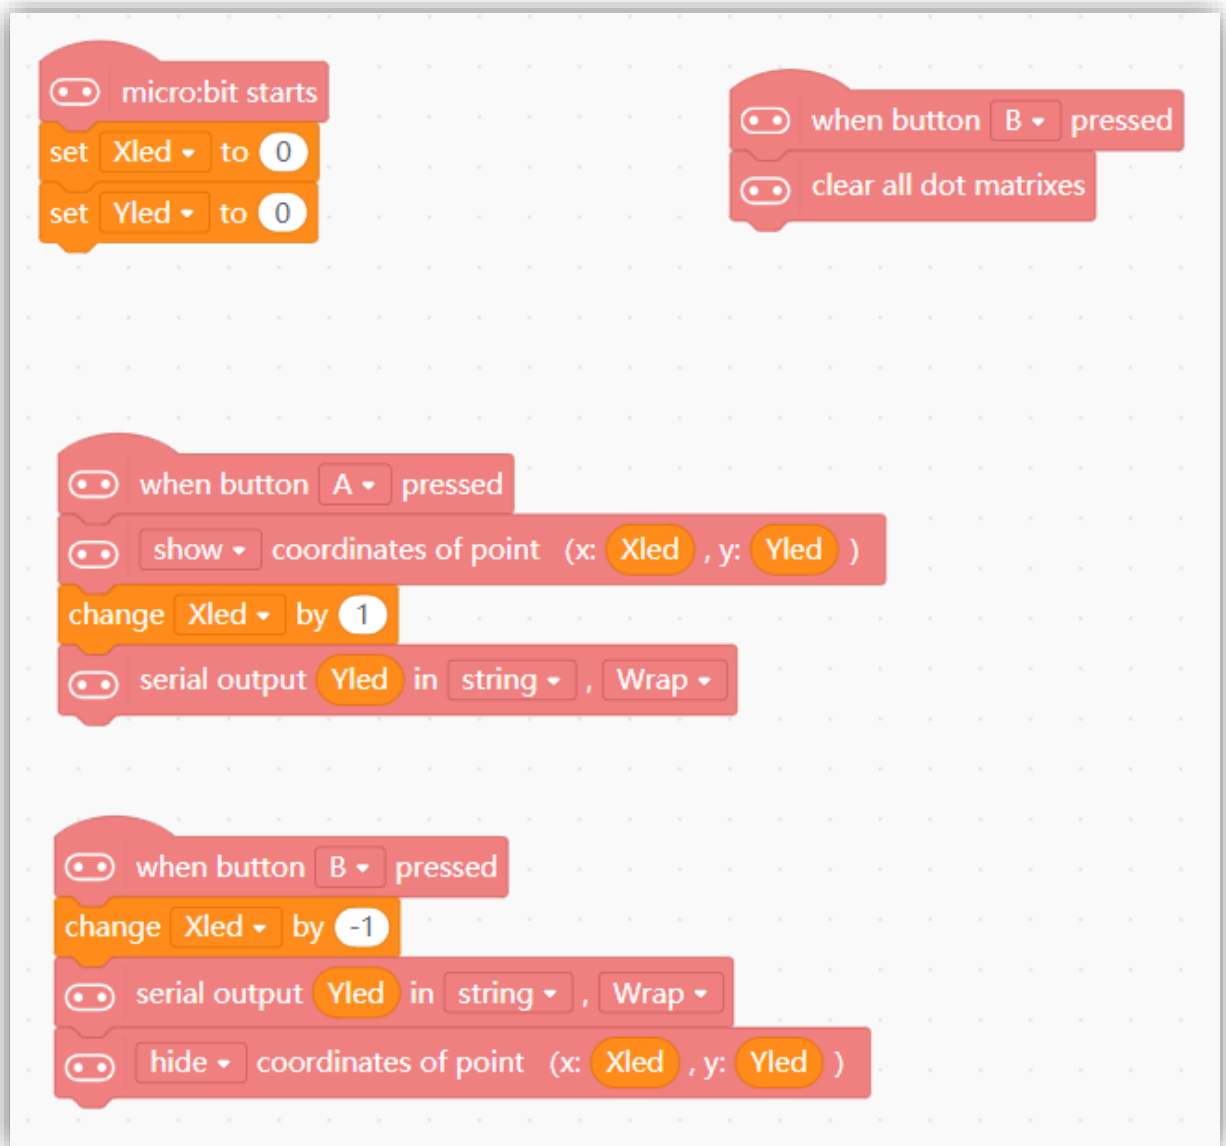 micro:bit starts
set Xled to 0
set Yled to 0
when button B pressed
clear all dot matrixes
when button A pressed
show coordinates of point (x: Xled , y: Yled )
change Xled by 1
serial output Yled in string , Wrap
when button B pressed
change Xled by -1
serial output Yled in string , Wrap
hide coordinates of point (x: Xled , y: Yled )